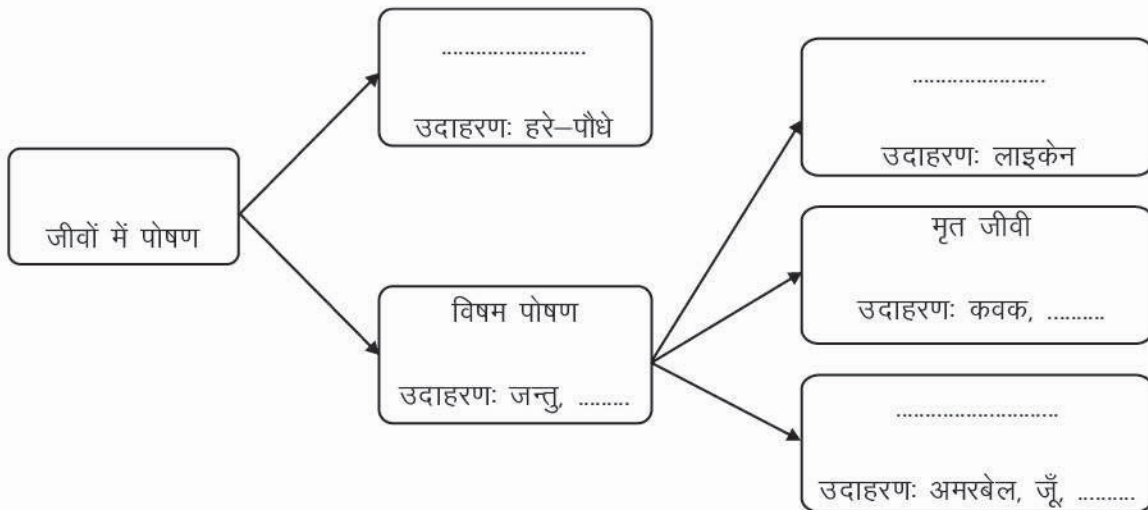 जीवों में पोषण
.........................
उदाहरणः हरे–पौधे
विषम पोषण
उदाहरणः जन्तु, .........
.......................
उदाहरणः लाइकेन
मृत जीवी
उदाहरणः कवक, ..........
............................
उदाहरणः अमरबेल, जूँ, ..........